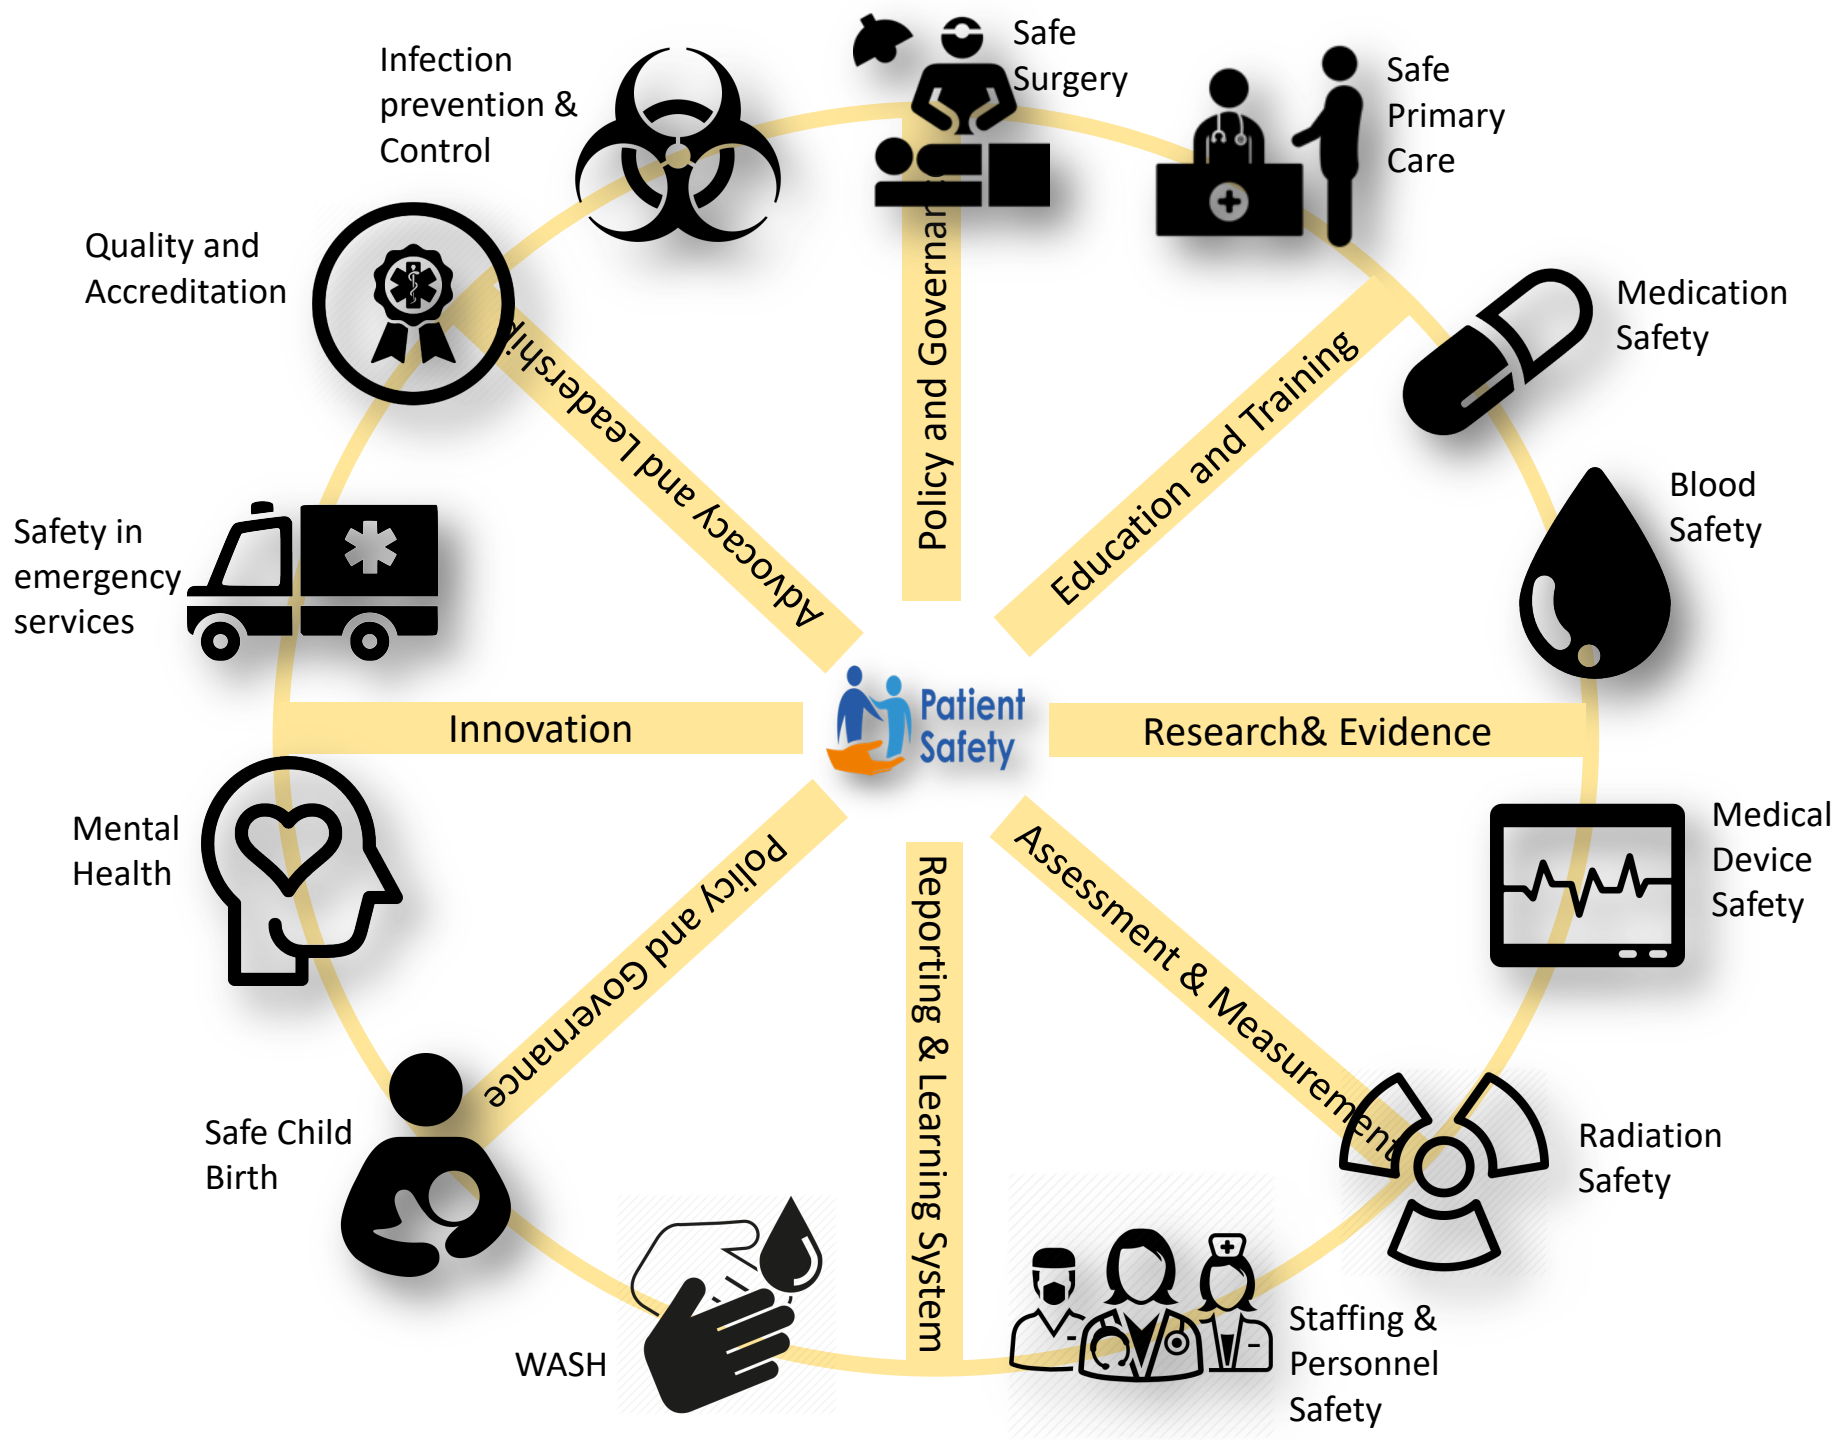 Safe
Surgery
Infection
prevention &
Control
Safe
Primary
Care
Quality and
Accreditation
Medication
Safety
Blood
Safety
Safety in
emergency
services
Advocacy and Leadership
Policy and Governan
Education and Training
Innovation
Patient
Safety
Research& Evidence
Mental
Health
Medical
Device
Safety
Policy and Governance
Reporting & Learning System
Assessment & Measurement
Safe Child
Birth
Radiation
Safety
WASH
Staffing &
Personnel
Safety